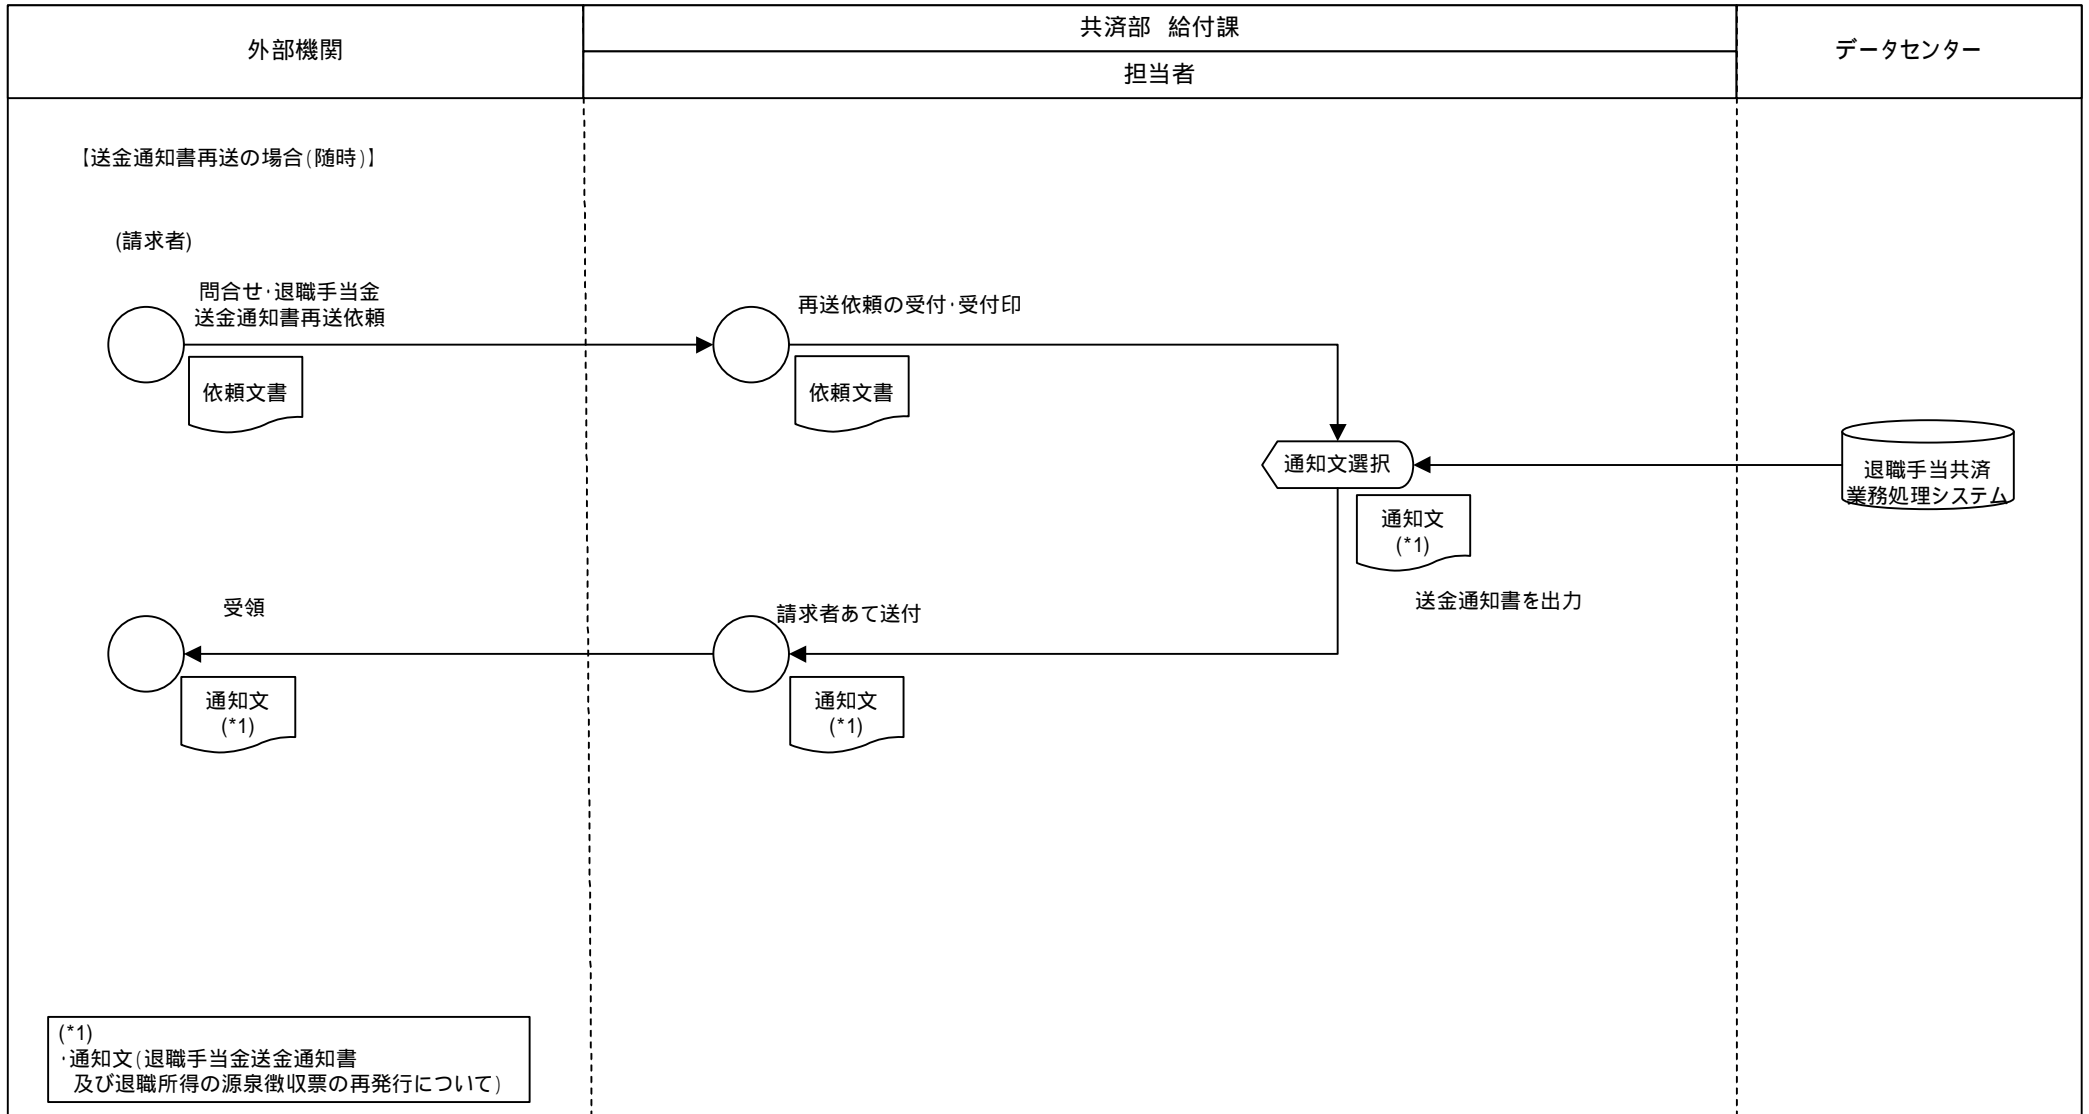 外部機関
共済部　給付課
担当者
データセンター
【送金通知書再送の場合(随時)】
(請求者)
問合せ・退職手当金
送金通知書再送依頼
依頼文書
再送依頼の受付・受付印
依頼文書
通知文選択
退職手当共済
業務処理システム
通知文
(*1)
送金通知書を出力
受領
通知文
(*1)
請求者あて送付
通知文
(*1)
(*1)
・通知文(退職手当金送金通知書
及び退職所得の源泉徴収票の再発行について)